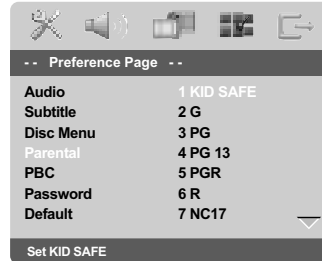 - - Preference Page - -
Audio 1 KID SAFE
Subtitle 2 G
Disc Menu 3 PG
Parental 4 PG 13
PBC 5 PGR
Password 6 R
Default 7 NC17
Set KID SAFE